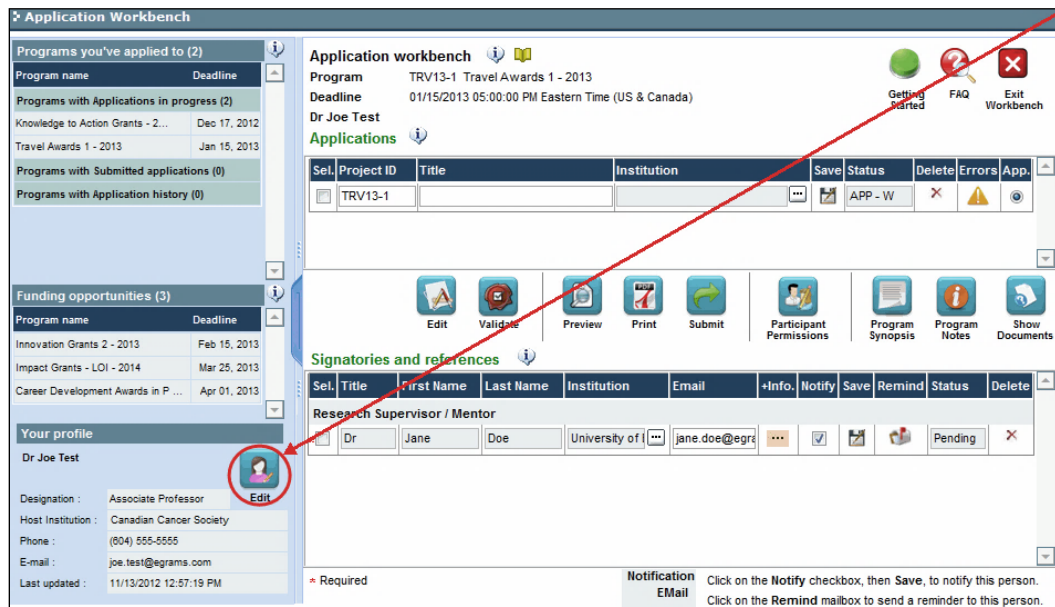 Application Workbench
Programs you've applied to (2)
Program name Deadline
Programs with Applications in progress (2)
Knowledge to Action Grants - 2... Dec 17, 2012
Travel Awards 1 - 2013 Jan 15, 2013
Programs with Submitted applications (0)
Programs with Application history (0)
Funding opportunities (3)
Program name Deadline
Innovation Grants 2 - 2013 Feb 15, 2013
Impact Grants - LOI - 2014 Mar 25, 2013
Career Development Awards in P ... Apr 01, 2013
Your profile
Dr Joe Test
Edit
Designation : Associate Professor
Host Institution : Canadian Cancer Society
Phone : (604) 555-5555
E-mail : joe.test@egrams.com
Last updated : 11/13/2012 12:57:19 PM
Application workbench
Program TRV13-1 Travel Awards 1 - 2013
Deadline 01/15/2013 05:00:00 PM Eastern Time (US & Canada)
Dr Joe Test
Getting Started
FAQ
Exit Workbench
Applications
Sel. Project ID Title Institution Save Status Delete Errors App.
TRV13-1 ... APP - W
Edit Validate Preview PDF Print Submit Participant Permissions Program Synopsis Program Notes Show Documents
Signatories and references
Sel. Title First Name Last Name Institution Email +Info. Notify Save Remind Status Delete
Research Supervisor / Mentor
Dr Jane Doe University of I ... jane.doe@egra ... Pending
* Required
Notification EMail
Click on the Notify checkbox, then Save, to notify this person.
Click on the Remind mailbox to send a reminder to this person.